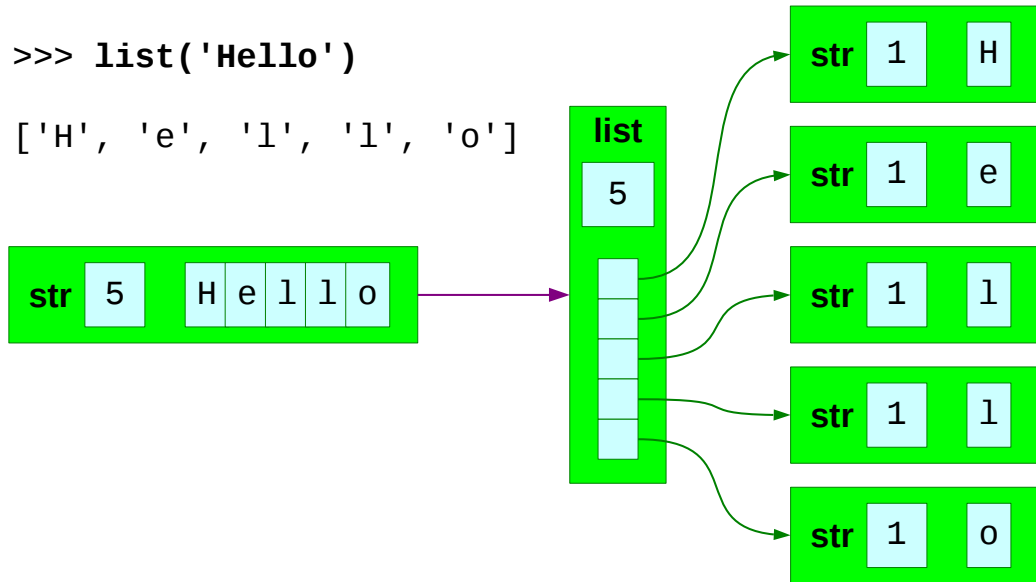 >>> list('Hello')
['H', 'e', 'l', 'l', 'o']
str 5 H e l l o
list
5
str 1 H
str 1 e
str 1 l
str 1 l
str 1 o